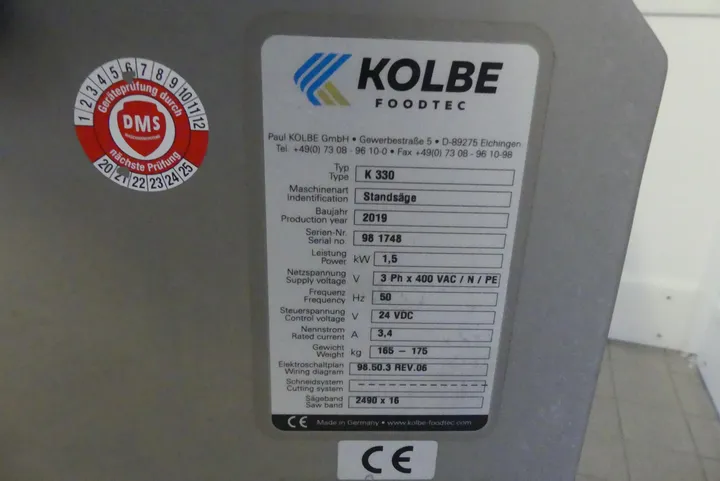 KOLBE
FOODTEC
Paul KOLBE GmbH • Gewerbestraße 5 • D-89275 Elchingen
Tel. +49(0) 73 08 - 96 10-0 • Fax +49(0) 73 08 - 96 10-98
Typ
Type K 330
Maschinenart
Indentification Standsäge
Baujahr
Production year 2019
Serien-Nr.
Serial no 98 1748
Leistung
Power kW 1,5
Netzspannung
Supply voltage V 3 Ph x 400 VAC / N / PE
Frequenz
Frequency Hz 50
Steuerspannung
Control voltage V 24 VDC
Nennstrom
Rated current A 3,4
Gewicht
Weight kg 165 - 175
Elektroschaltplan
Wiring diagram 98.50.3 REV.06
Schneidsystem
Cutting system ----------------
Sägeband
Saw band 2490 x 16
CE Made in Germany • www.kolbe-foodtec.com
CE
1 2 3 4 5 6 7 8 9 10 11 12
Geräteprüfung durch
DMS
nächste Prüfung
20 21 22 23 24 25